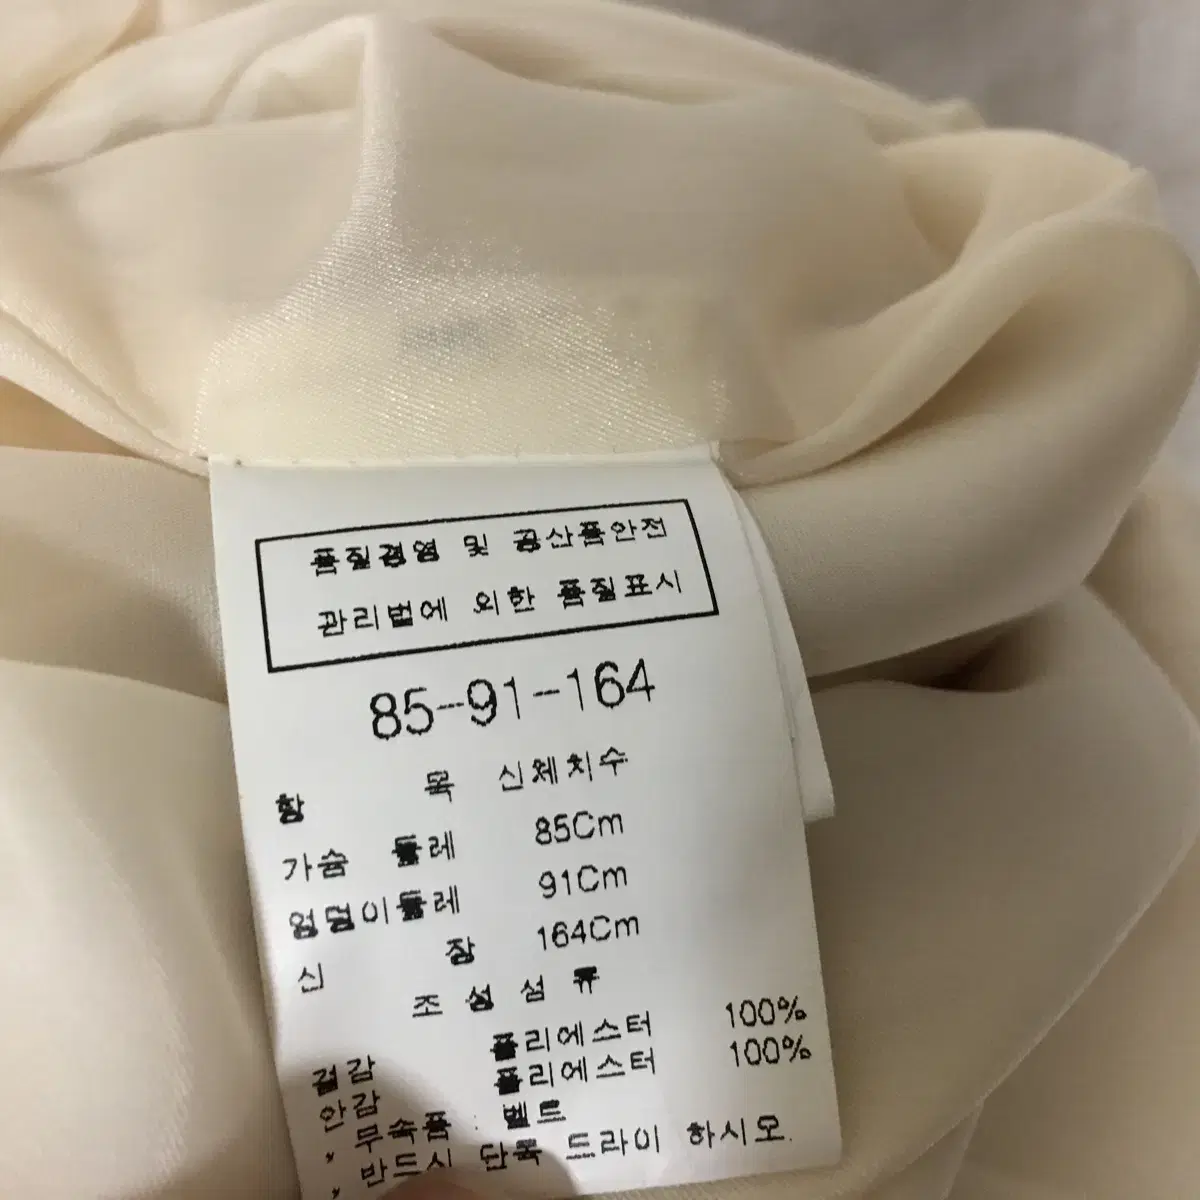 품질경영 및 공산품안전
관리법에 의한 품질표시
85-91-164
항 목 신체치수
가슴 둘레 85Cm
엉덩이둘레 91Cm
신 장 164Cm
조 성 섬 유
겉감 폴리에스터 100%
안감 폴리에스터 100%
* 부속품 : 벨트
* 반드시 단독 드라이 하시오.